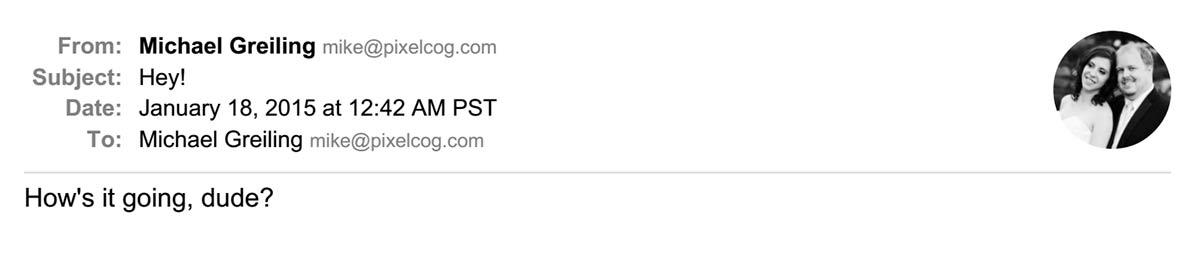 From: Michael Greiling mike@pixelcog.com
Subject: Hey!
Date: January 18, 2015 at 12:42 AM PST
To: Michael Greiling mike@pixelcog.com
How's it going, dude?